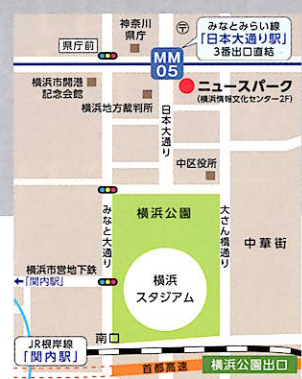 神奈川
県庁
〒
みなとみらい線
「日本大通り駅」
3番出口直結
県庁前
MM
05
ニュースパーク
(横浜情報文化センター2F)
横浜市開港
記念会館
横浜地方裁判所
日本大通り
中区役所
みなと大通り
横浜公園
大さん橋通り
中華街
横浜市営地下鉄
「関内駅」
横浜
スタジアム
南口
JR根岸線
「関内駅」
首都高速
横浜公園出口